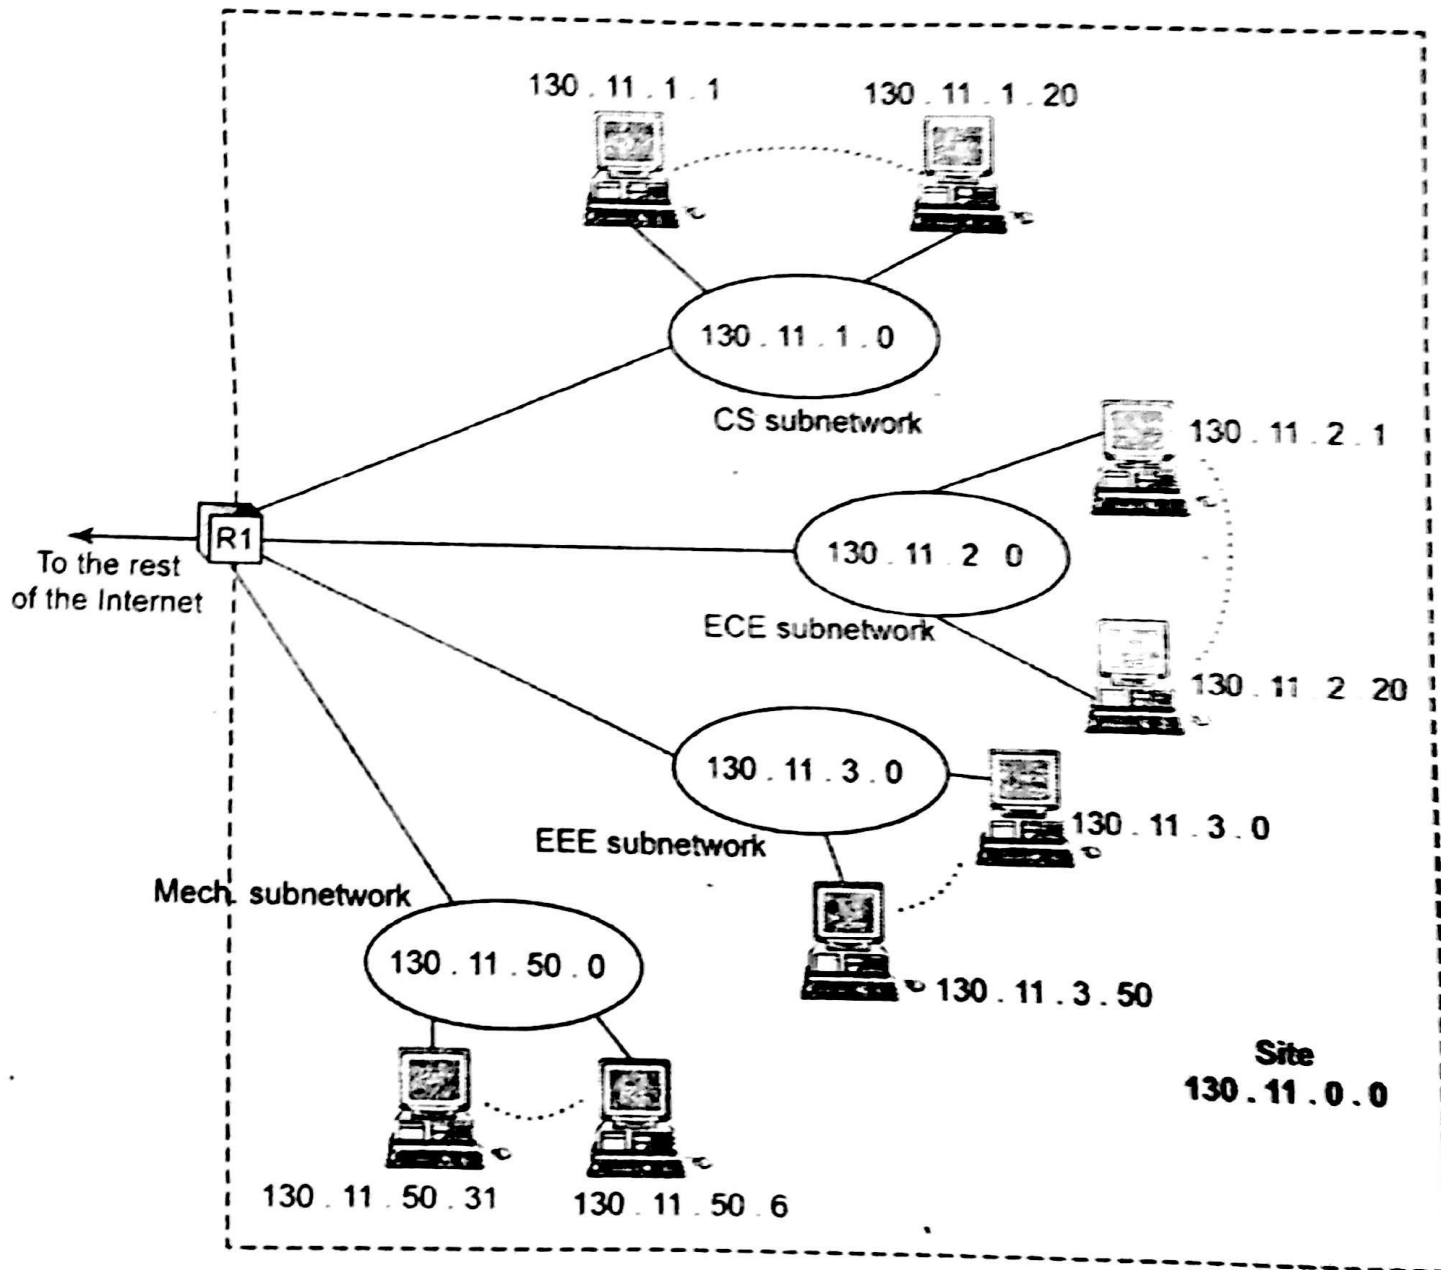 130 . 11 . 1 . 1
130 . 11 . 1 . 20
130 . 11 . 1 . 0
CS subnetwork
130 . 11 . 2 . 1
R1
130 . 11 . 2 0
To the rest
of the Internet
ECE subnetwork
130 . 11 . 2 20
130 . 11 . 3 . 0
130 . 11 . 3 . 0
EEE subnetwork
Mech. subnetwork
130 . 11 . 50 . 0
130 . 11 . 3 . 50
Site
130 . 11 . 0 . 0
130 . 11 . 50 . 31
130 . 11 . 50 . 6